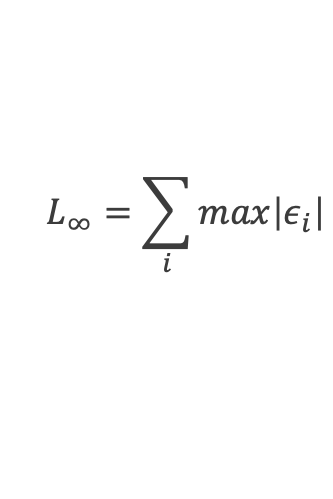 L∞ = ∑i max|ϵi|